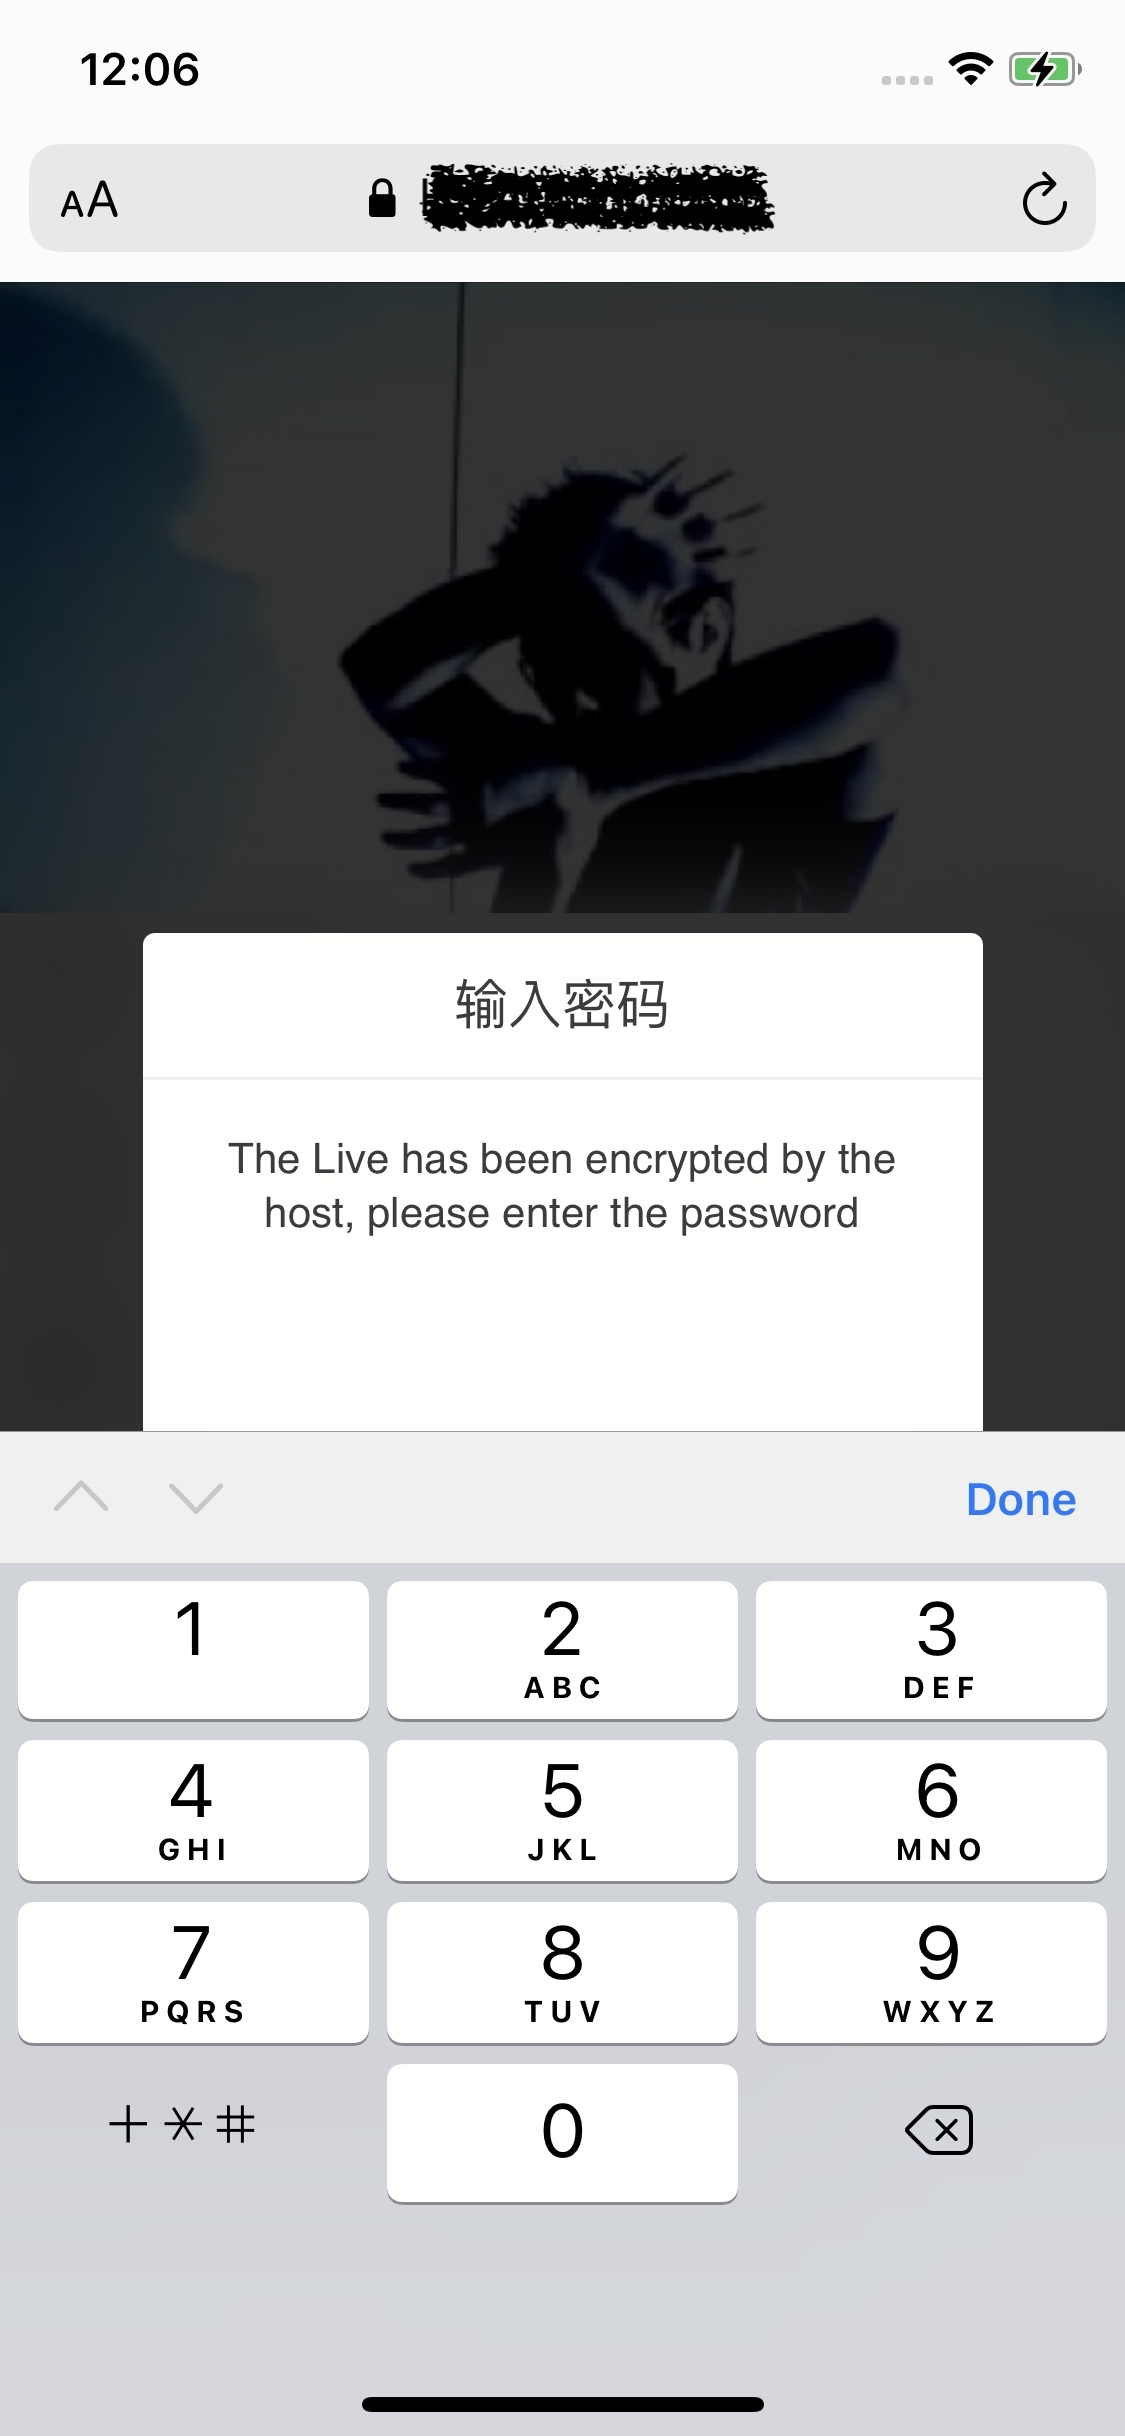 12:06
AA
输入密码
The Live has been encrypted by the
host, please enter the password
Done
1
2
ABC
3
DEF
4
GHI
5
JKL
6
MNO
7
PQRS
8
TUV
9
WXYZ
+*#
0